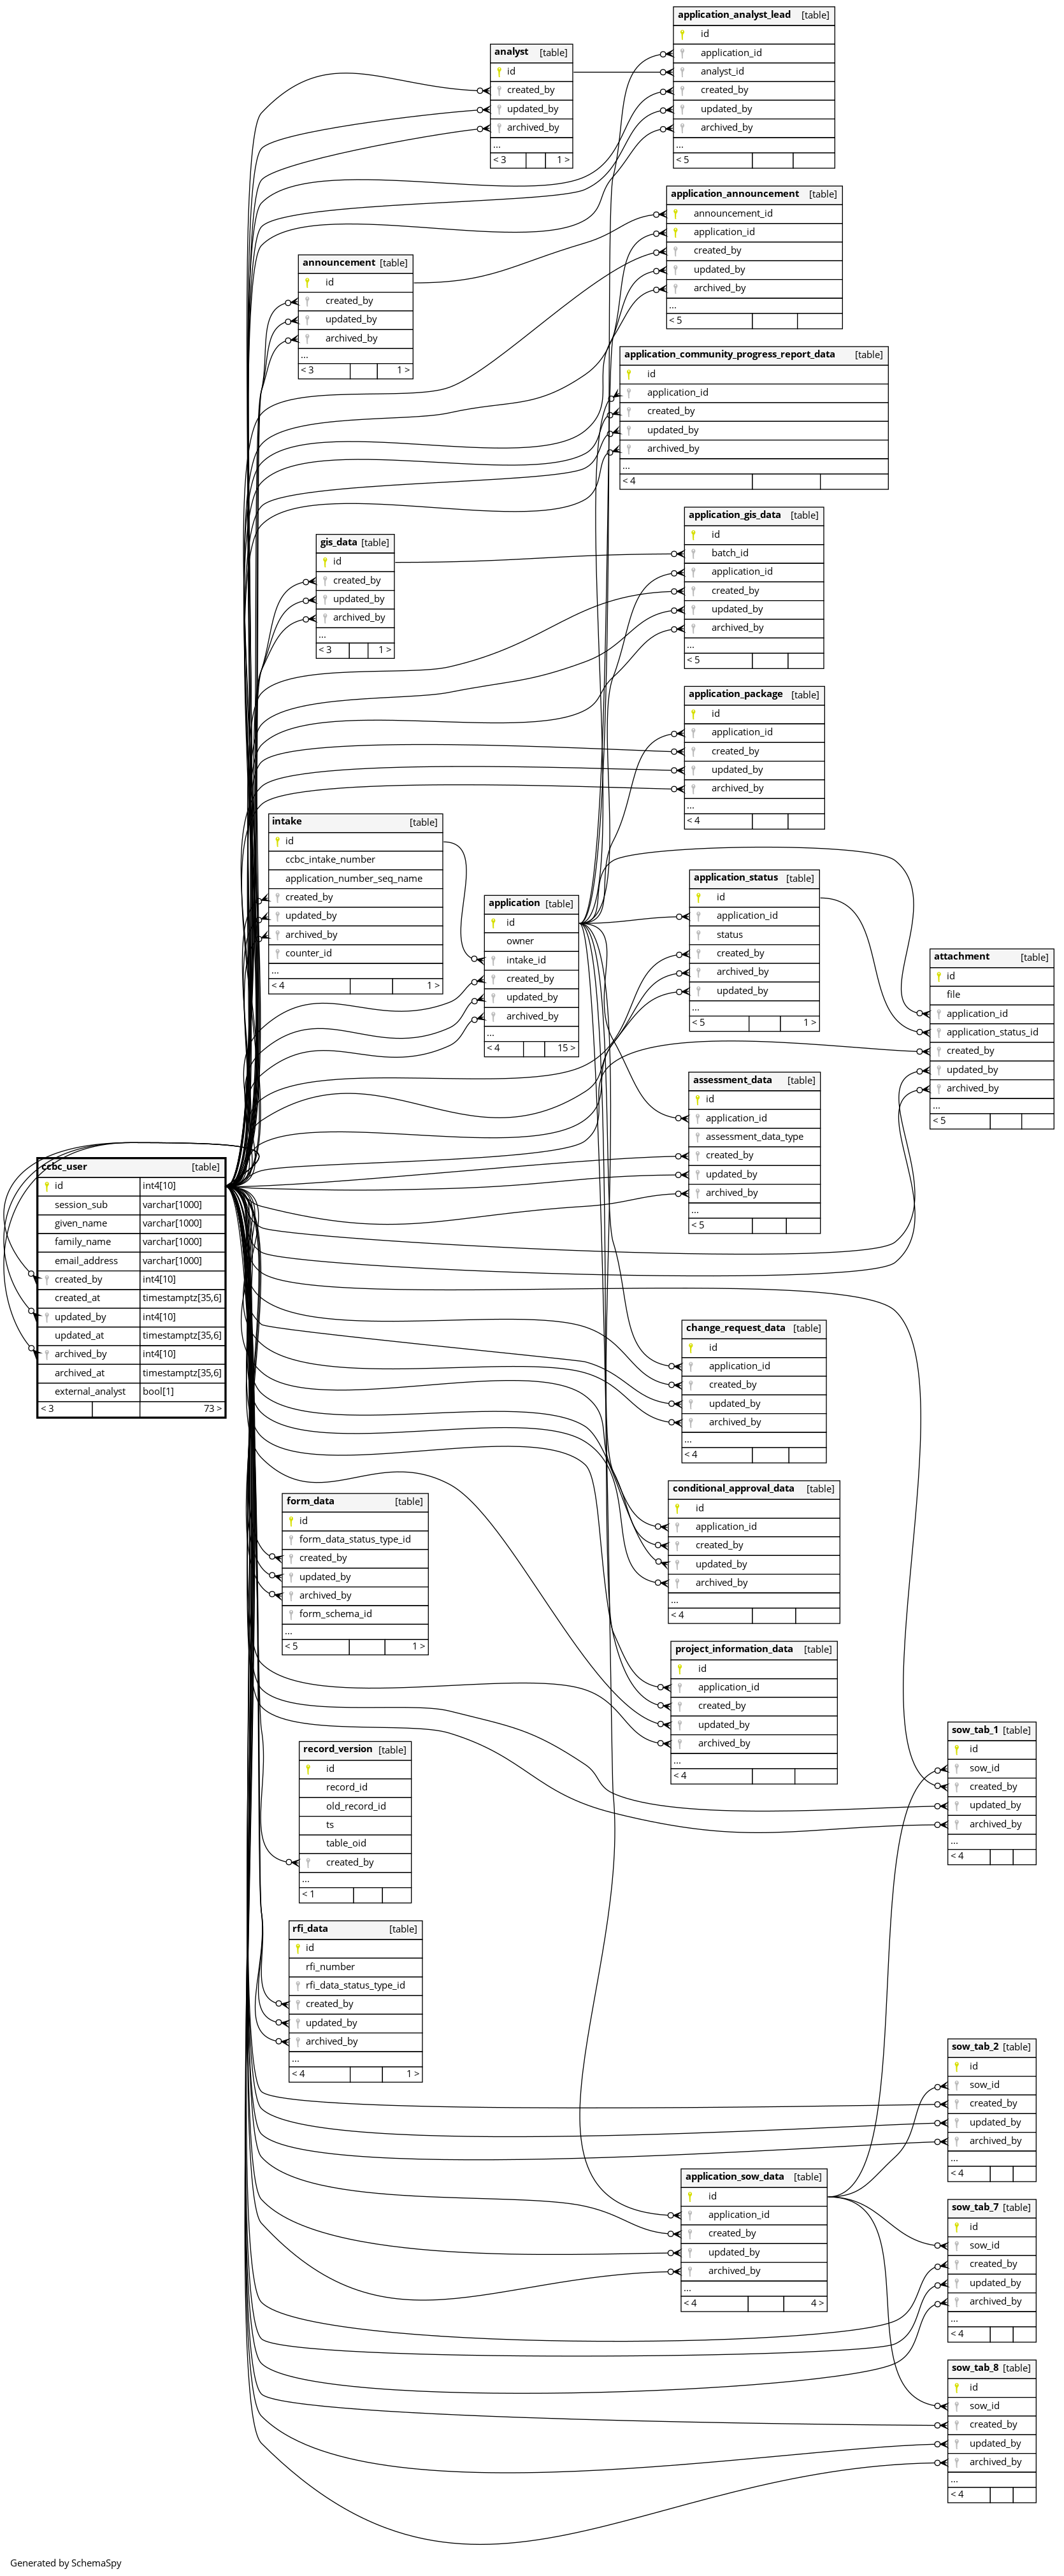 application_analyst_lead [table]
id
application_id
analyst_id
created_by
updated_by
archived_by
...
< 5
analyst [table]
id
created_by
updated_by
archived_by
...
< 3 1 >
application_announcement [table]
announcement_id
application_id
created_by
updated_by
archived_by
...
< 5
announcement [table]
id
created_by
updated_by
archived_by
...
< 3 1 >
application_community_progress_report_data [table]
id
application_id
created_by
updated_by
archived_by
...
< 4
application_gis_data [table]
id
batch_id
application_id
created_by
updated_by
archived_by
...
< 5
gis_data [table]
id
created_by
updated_by
archived_by
...
< 3 1 >
application_package [table]
id
application_id
created_by
updated_by
archived_by
...
< 4
intake [table]
id
ccbc_intake_number
application_number_seq_name
created_by
updated_by
archived_by
counter_id
...
< 4 1 >
application [table]
id
owner
intake_id
created_by
updated_by
archived_by
...
< 4 15 >
application_status [table]
id
application_id
status
created_by
archived_by
updated_by
...
< 5 1 >
attachment [table]
id
file
application_id
application_status_id
created_by
updated_by
archived_by
...
< 5
assessment_data [table]
id
application_id
assessment_data_type
created_by
updated_by
archived_by
...
< 5
ccbc_user [table]
id int4[10]
session_sub varchar[1000]
given_name varchar[1000]
family_name varchar[1000]
email_address varchar[1000]
created_by int4[10]
created_at timestamptz[35,6]
updated_by int4[10]
updated_at timestamptz[35,6]
archived_by int4[10]
archived_at timestamptz[35,6]
external_analyst bool[1]
< 3 73 >
change_request_data [table]
id
application_id
created_by
updated_by
archived_by
...
< 4
conditional_approval_data [table]
id
application_id
created_by
updated_by
archived_by
...
< 4
form_data [table]
id
form_data_status_type_id
created_by
updated_by
archived_by
form_schema_id
...
< 5 1 >
project_information_data [table]
id
application_id
created_by
updated_by
archived_by
...
< 4
sow_tab_1 [table]
id
sow_id
created_by
updated_by
archived_by
...
< 4
record_version [table]
id
record_id
old_record_id
ts
table_oid
created_by
...
< 1
rfi_data [table]
id
rfi_number
rfi_data_status_type_id
created_by
updated_by
archived_by
...
< 4 1 >
sow_tab_2 [table]
id
sow_id
created_by
updated_by
archived_by
...
< 4
application_sow_data [table]
id
application_id
created_by
updated_by
archived_by
...
< 4 4 >
sow_tab_7 [table]
id
sow_id
created_by
updated_by
archived_by
...
< 4
sow_tab_8 [table]
id
sow_id
created_by
updated_by
archived_by
...
< 4
Generated by SchemaSpy